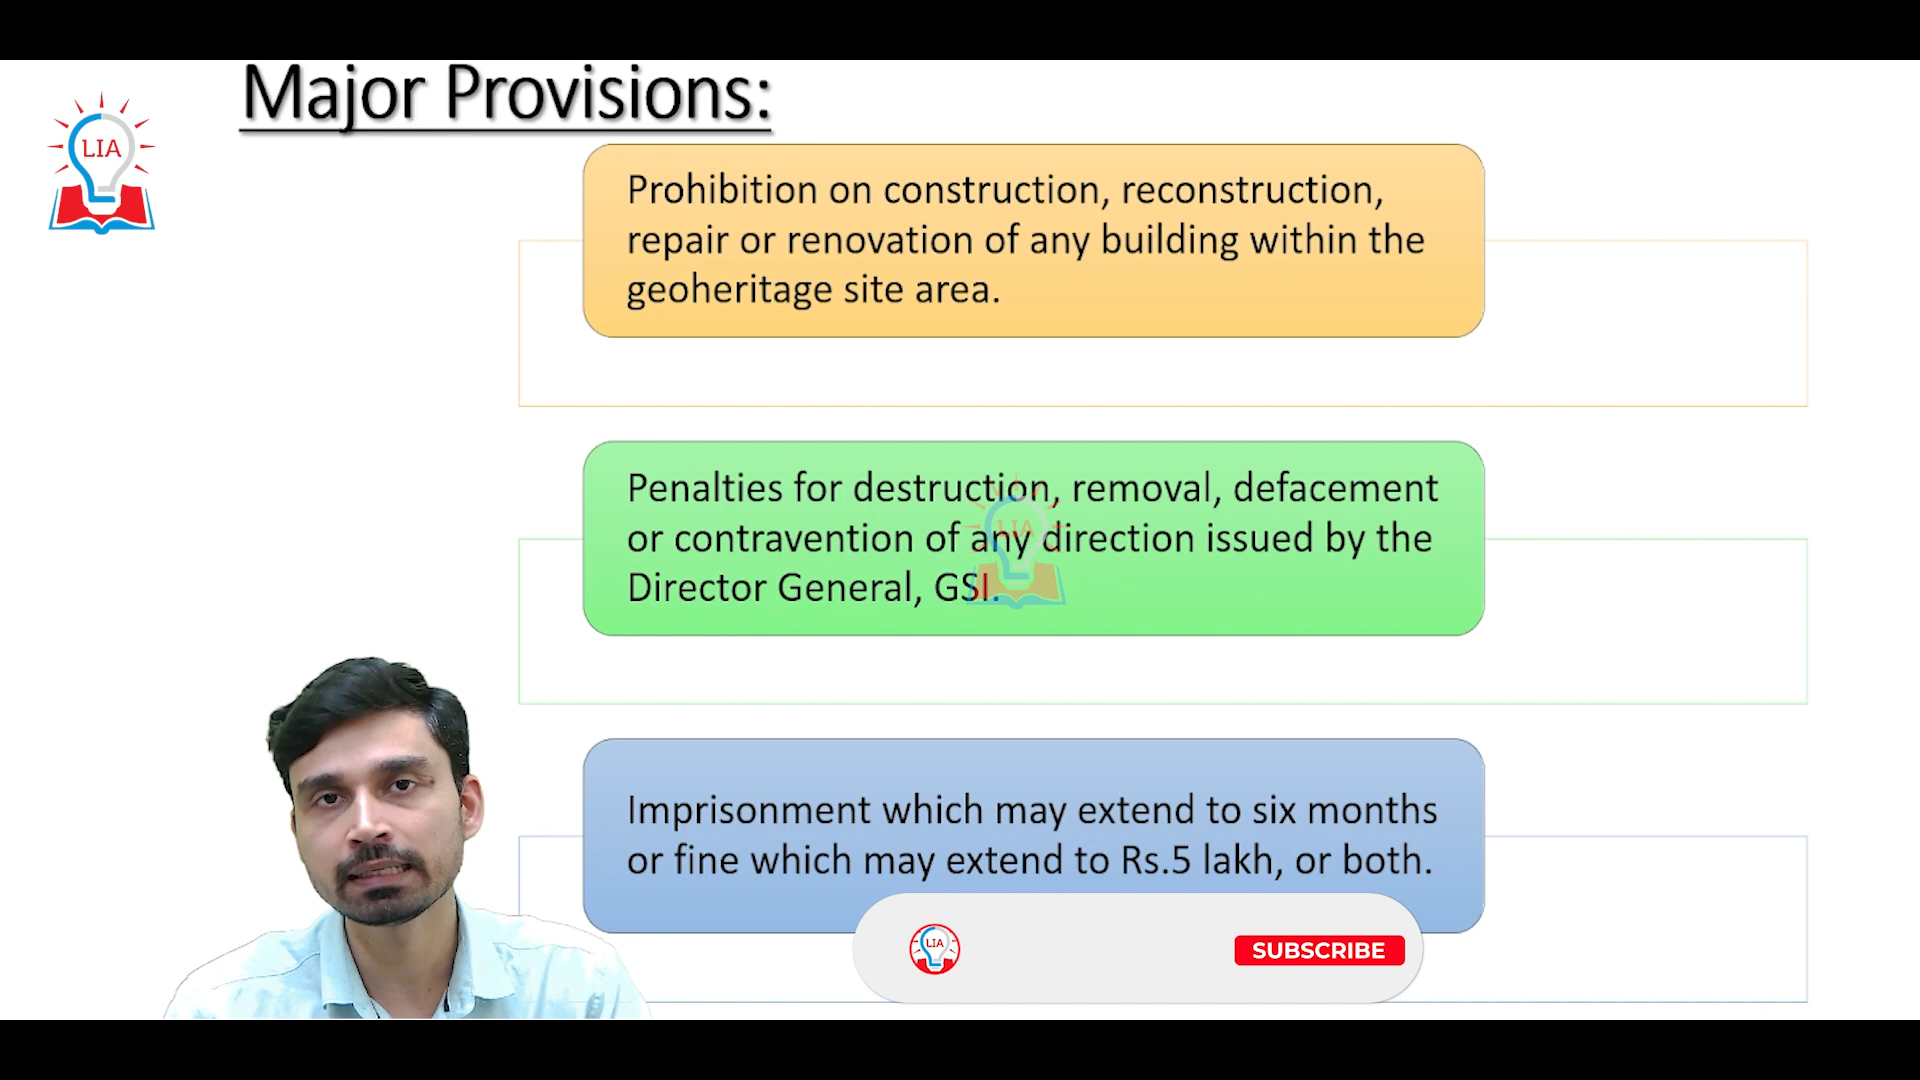 Major Provisions:
LIA
Prohibition on construction, reconstruction,
repair or renovation of any building within the
geoheritage site area.
Penalties for destruction, removal, defacement
or contravention of any direction issued by the
Director General, GSI.
LIA
Imprisonment which may extend to six months
or fine which may extend to Rs.5 lakh, or both.
LIA
SUBSCRIBE